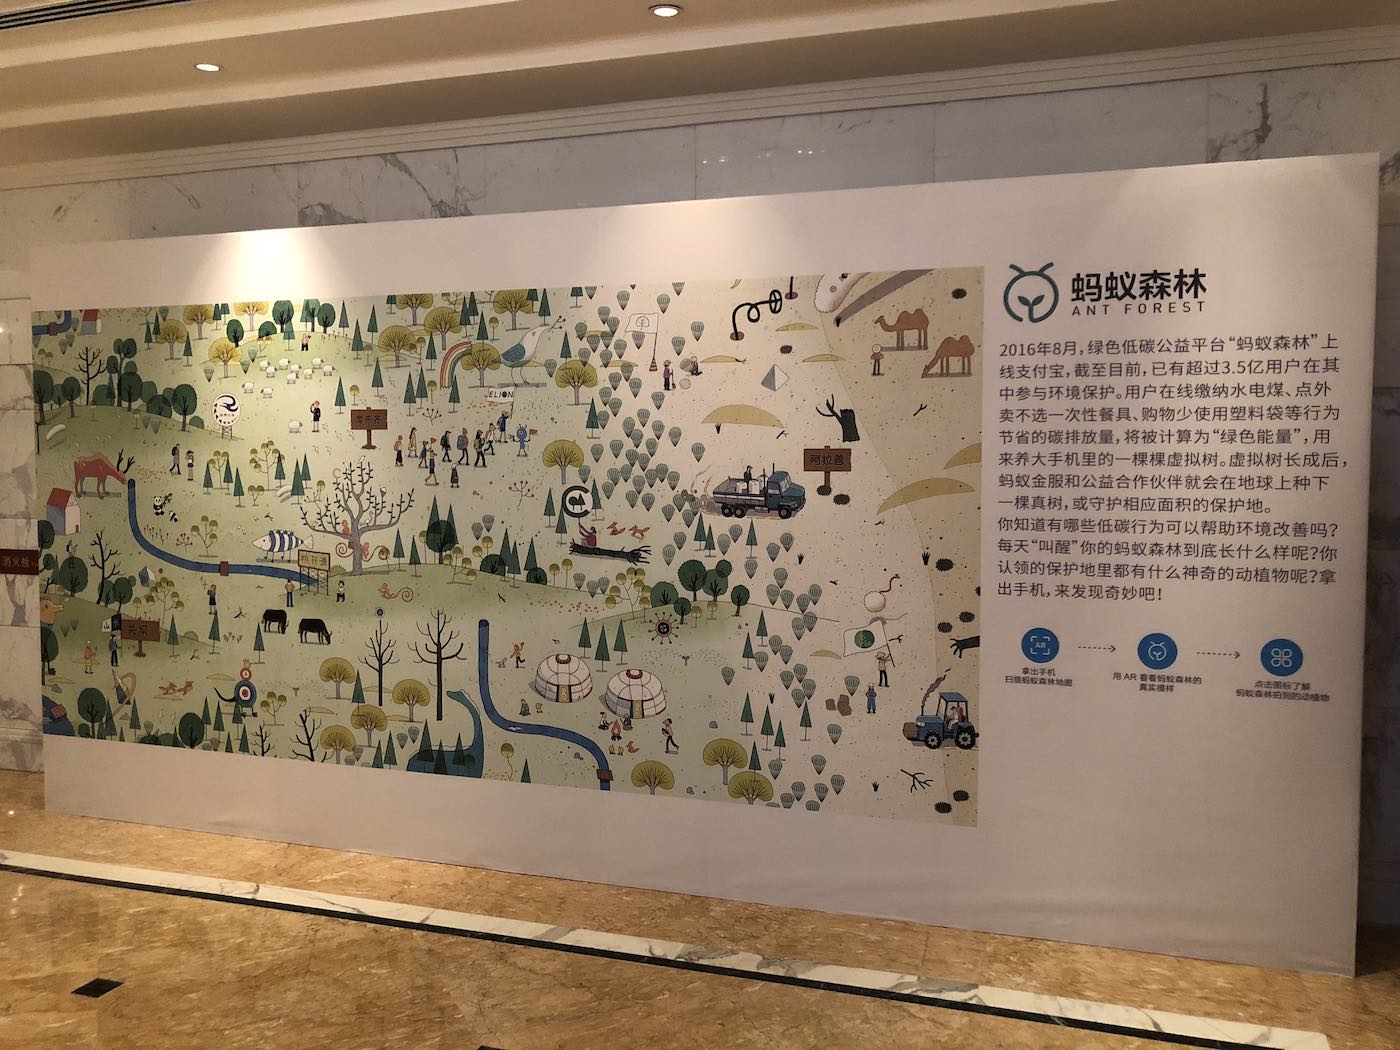 蚂蚁森林
ANT FOREST
2016年8月，绿色低碳公益平台“蚂蚁森林”上
线支付宝，截至目前，已有超过3.5亿用户在其
中参与环境保护。用户在线缴纳水电煤、点外
卖不选一次性餐具、购物少使用塑料袋等行为
节省的碳排放量，将被计算为“绿色能量”，用
来养大手机里的一棵棵虚拟树。虚拟树长成后，
蚂蚁金服和公益合作伙伴就会在地球上种下
一棵真树，或守护相应面积的保护地。
你知道有哪些低碳行为可以帮助环境改善吗？
每天“叫醒”你的蚂蚁森林到底长什么样呢？你
认领的保护地里都有什么神奇的动植物呢？拿
出手机，来发现奇妙吧！
AR
拿出手机
扫描蚂蚁森林地图
用 AR 看看蚂蚁森林的
真实模样
点击图标了解
蚂蚁森林拍到的动植物
ELION
库布齐
阿拉善
桃花源
关坝
消火栓